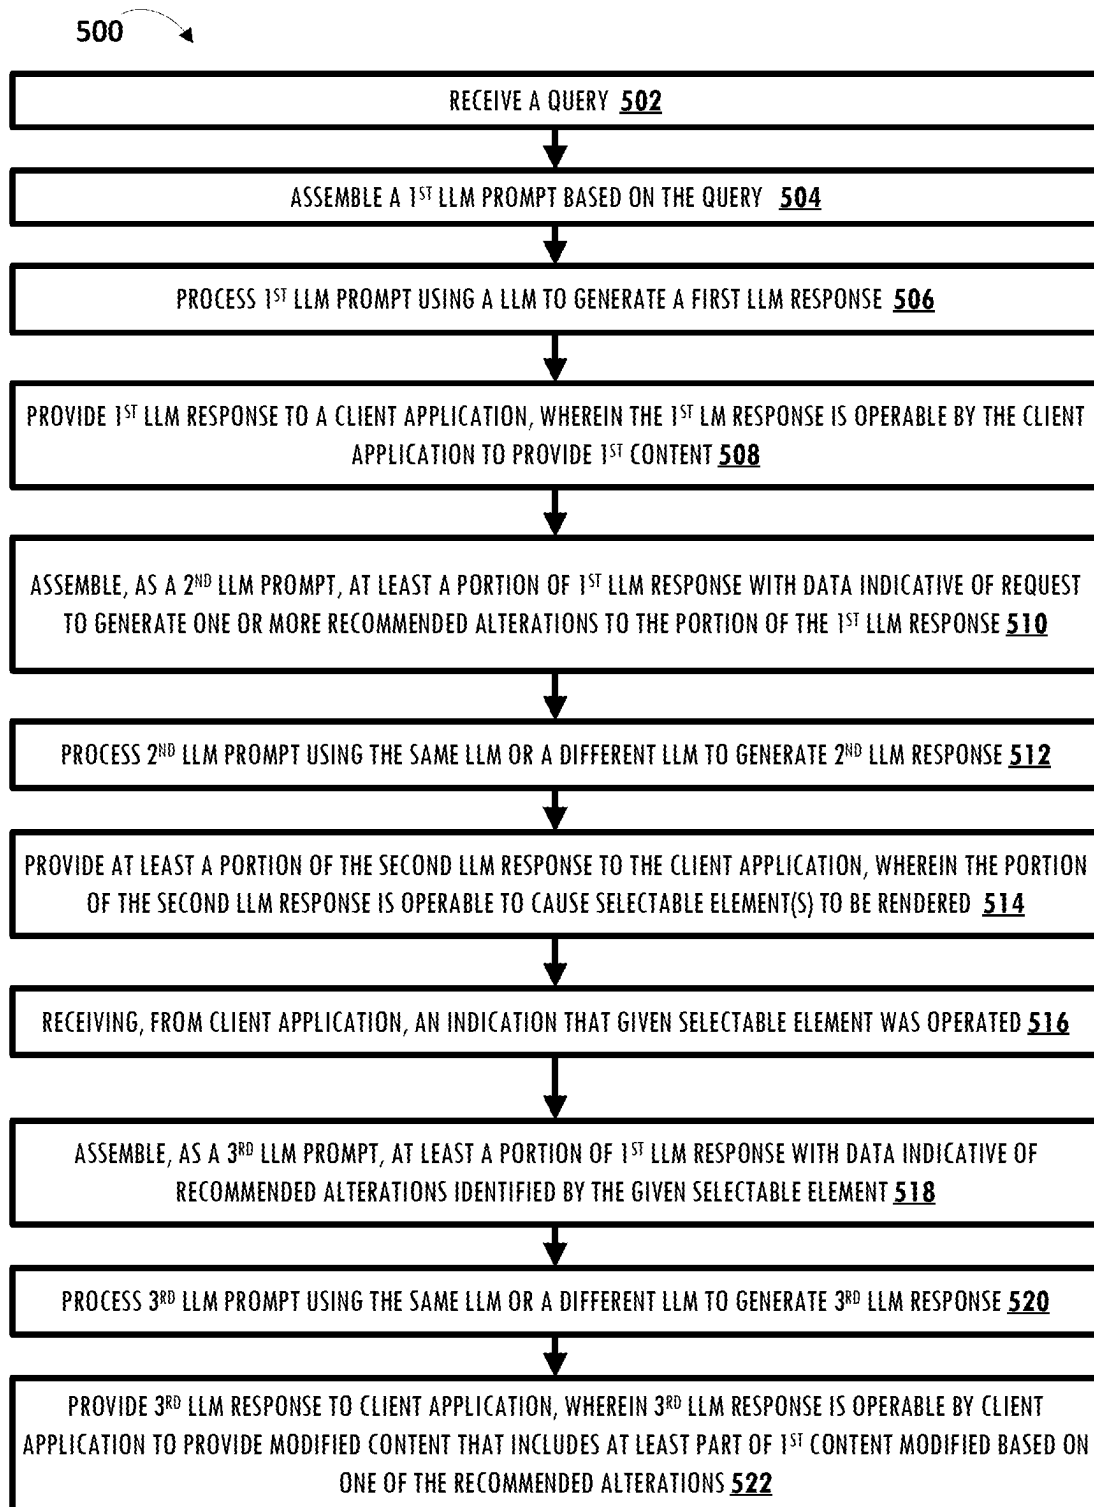 500
RECEIVE A QUERY 502
ASSEMBLE A 1ST LLM PROMPT BASED ON THE QUERY 504
PROCESS 1ST LLM PROMPT USING A LLM TO GENERATE A FIRST LLM RESPONSE 506
PROVIDE 1ST LLM RESPONSE TO A CLIENT APPLICATION, WHEREIN THE 1ST LM RESPONSE IS OPERABLE BY THE CLIENT
APPLICATION TO PROVIDE 1ST CONTENT 508
ASSEMBLE, AS A 2ND LLM PROMPT, AT LEAST A PORTION OF 1ST LLM RESPONSE WITH DATA INDICATIVE OF REQUEST
TO GENERATE ONE OR MORE RECOMMENDED ALTERATIONS TO THE PORTION OF THE 1ST LLM RESPONSE 510
PROCESS 2ND LLM PROMPT USING THE SAME LLM OR A DIFFERENT LLM TO GENERATE 2ND LLM RESPONSE 512
PROVIDE AT LEAST A PORTION OF THE SECOND LLM RESPONSE TO THE CLIENT APPLICATION, WHEREIN THE PORTION
OF THE SECOND LLM RESPONSE IS OPERABLE TO CAUSE SELECTABLE ELEMENT(S) TO BE RENDERED 514
RECEIVING, FROM CLIENT APPLICATION, AN INDICATION THAT GIVEN SELECTABLE ELEMENT WAS OPERATED 516
ASSEMBLE, AS A 3RD LLM PROMPT, AT LEAST A PORTION OF 1ST LLM RESPONSE WITH DATA INDICATIVE OF
RECOMMENDED ALTERATIONS IDENTIFIED BY THE GIVEN SELECTABLE ELEMENT 518
PROCESS 3RD LLM PROMPT USING THE SAME LLM OR A DIFFERENT LLM TO GENERATE 3RD LLM RESPONSE 520
PROVIDE 3RD LLM RESPONSE TO CLIENT APPLICATION, WHEREIN 3RD LLM RESPONSE IS OPERABLE BY CLIENT
APPLICATION TO PROVIDE MODIFIED CONTENT THAT INCLUDES AT LEAST PART OF 1ST CONTENT MODIFIED BASED ON
ONE OF THE RECOMMENDED ALTERATIONS 522